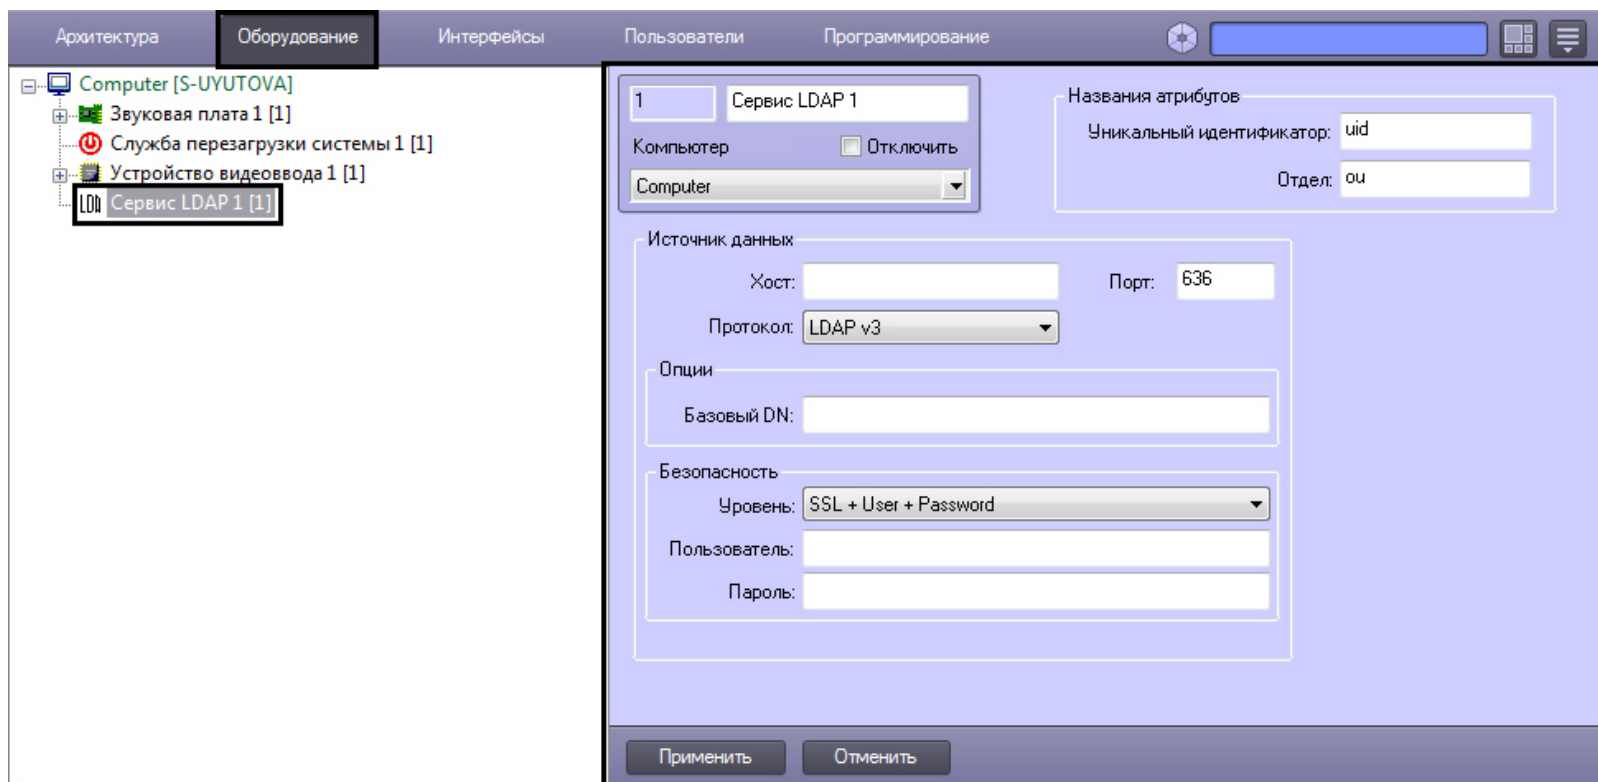 Архитектура Оборудование Интерфейсы Пользователи Программирование
Computer [S-UYUTOVA]
Звуковая плата 1 [1]
Служба перезагрузки системы 1 [1]
Устройство видеоввода 1 [1]
LDA Сервис LDAP 1 [1]
1 Сервис LDAP 1
Компьютер Отключить
Computer
Названия атрибутов
Уникальный идентификатор: uid
Отдел: ou
Источник данных
Хост: Порт: 636
Протокол: LDAP v3
Опции
Базовый DN:
Безопасность
Уровень: SSL + User + Password
Пользователь:
Пароль:
Применить Отменить